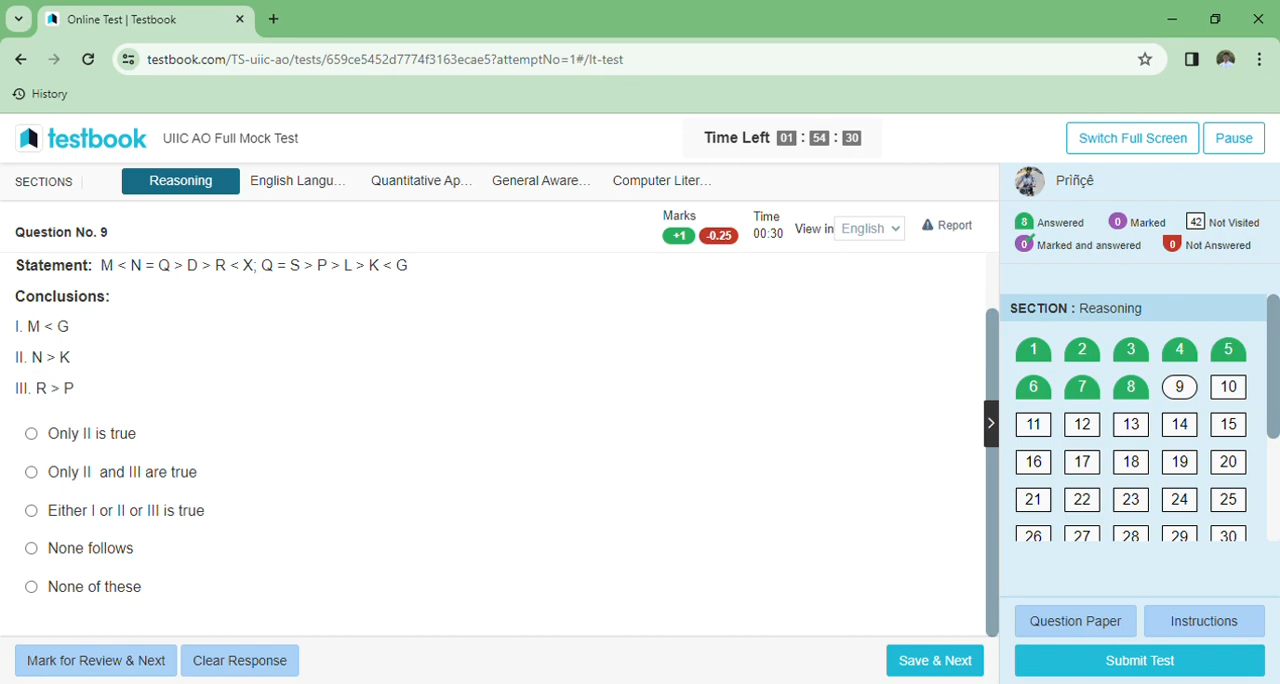 Online Test | Testbook
testbook.com/TS-uiic-ao/tests/659ce5452d7774f3163ecae5?attemptNo=1#/lt-test
History
testbook UIIC AO Full Mock Test Time Left 01 : 54 : 30 Switch Full Screen Pause
SECTIONS Reasoning English Langu... Quantitative Ap... General Aware... Computer Liter... Prïñçê
Question No. 9 Marks +1 -0.25 Time 00:30 View in English Report
8 Answered 0 Marked 42 Not Visited
0 Marked and answered 0 Not Answered
Statement: M < N = Q > D > R < X; Q = S > P > L > K < G
Conclusions:
I. M < G
II. N > K
III. R > P
Only II is true
Only II and III are true
Either I or II or III is true
None follows
None of these
SECTION : Reasoning
1 2 3 4 5
6 7 8 9 10
11 12 13 14 15
16 17 18 19 20
21 22 23 24 25
26 27 28 29 30
Question Paper Instructions
Mark for Review & Next Clear Response Save & Next Submit Test